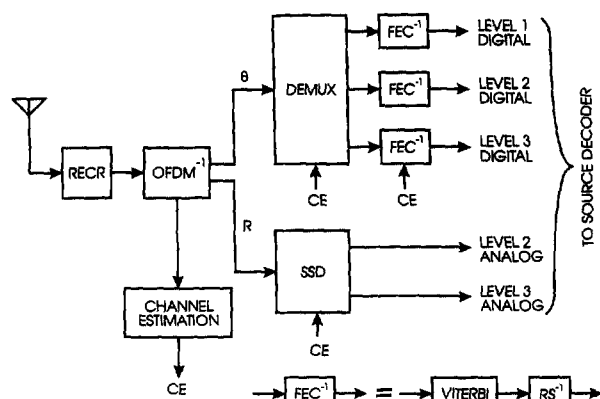 FEC⁻¹
LEVEL 1
DIGITAL
θ
DEMUX
FEC⁻¹
LEVEL 2
DIGITAL
FEC⁻¹
LEVEL 3
DIGITAL
RECR
OFDM⁻¹
CE
CE
R
SSD
LEVEL 2
ANALOG
LEVEL 3
ANALOG
CHANNEL
ESTIMATION
CE
CE
TO SOURCE DECODER
FEC⁻¹ = VITERBI RS⁻¹